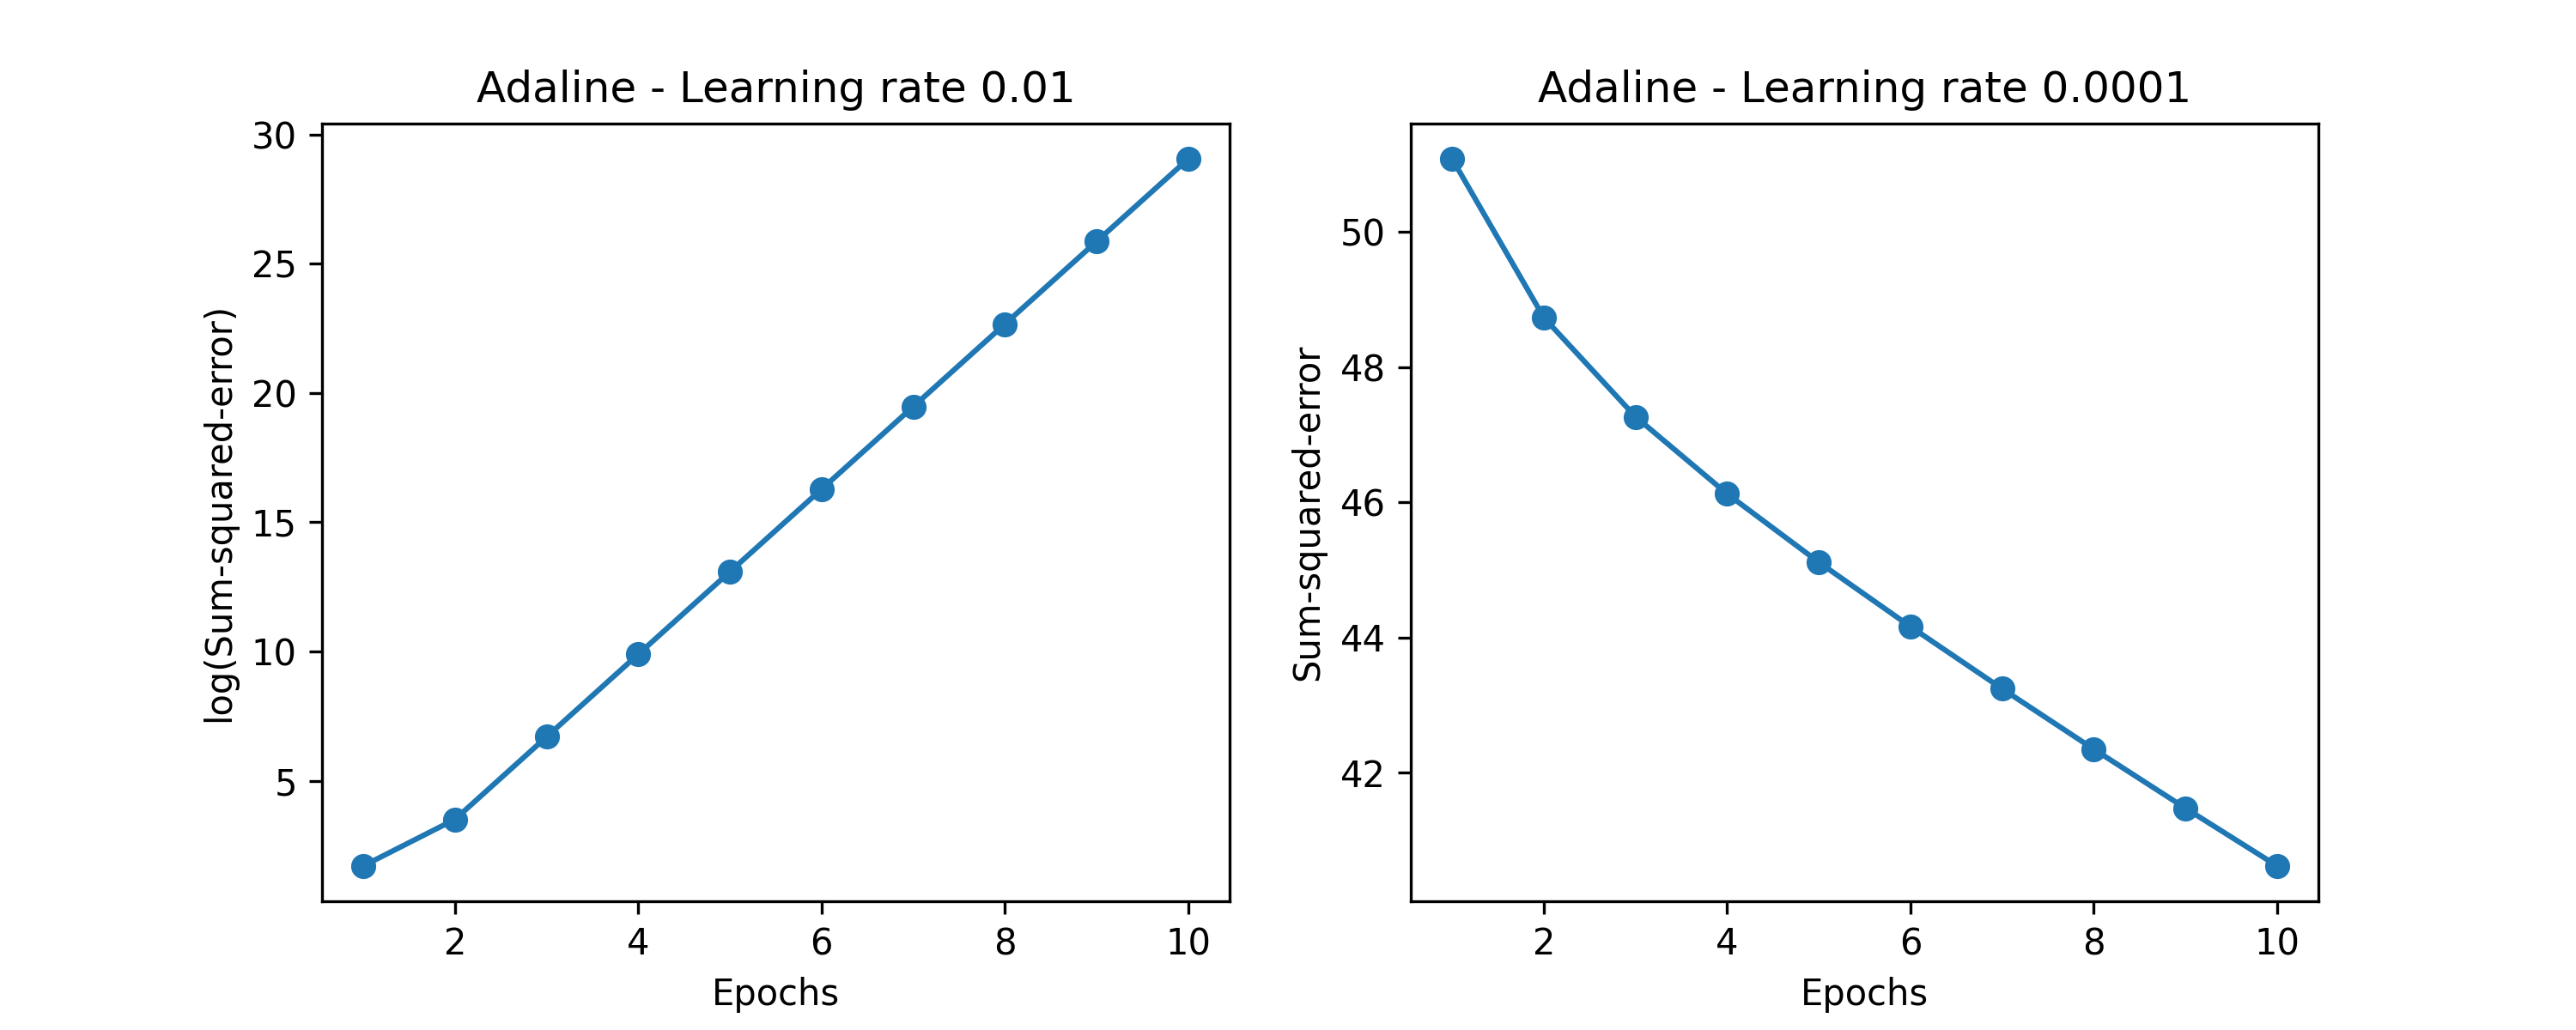 Adaline - Learning rate 0.01
30
25
20
15
10
5
log(Sum-squared-error)
2 4 6 8 10
Epochs
Adaline - Learning rate 0.0001
50
48
46
44
42
Sum-squared-error
2 4 6 8 10
Epochs